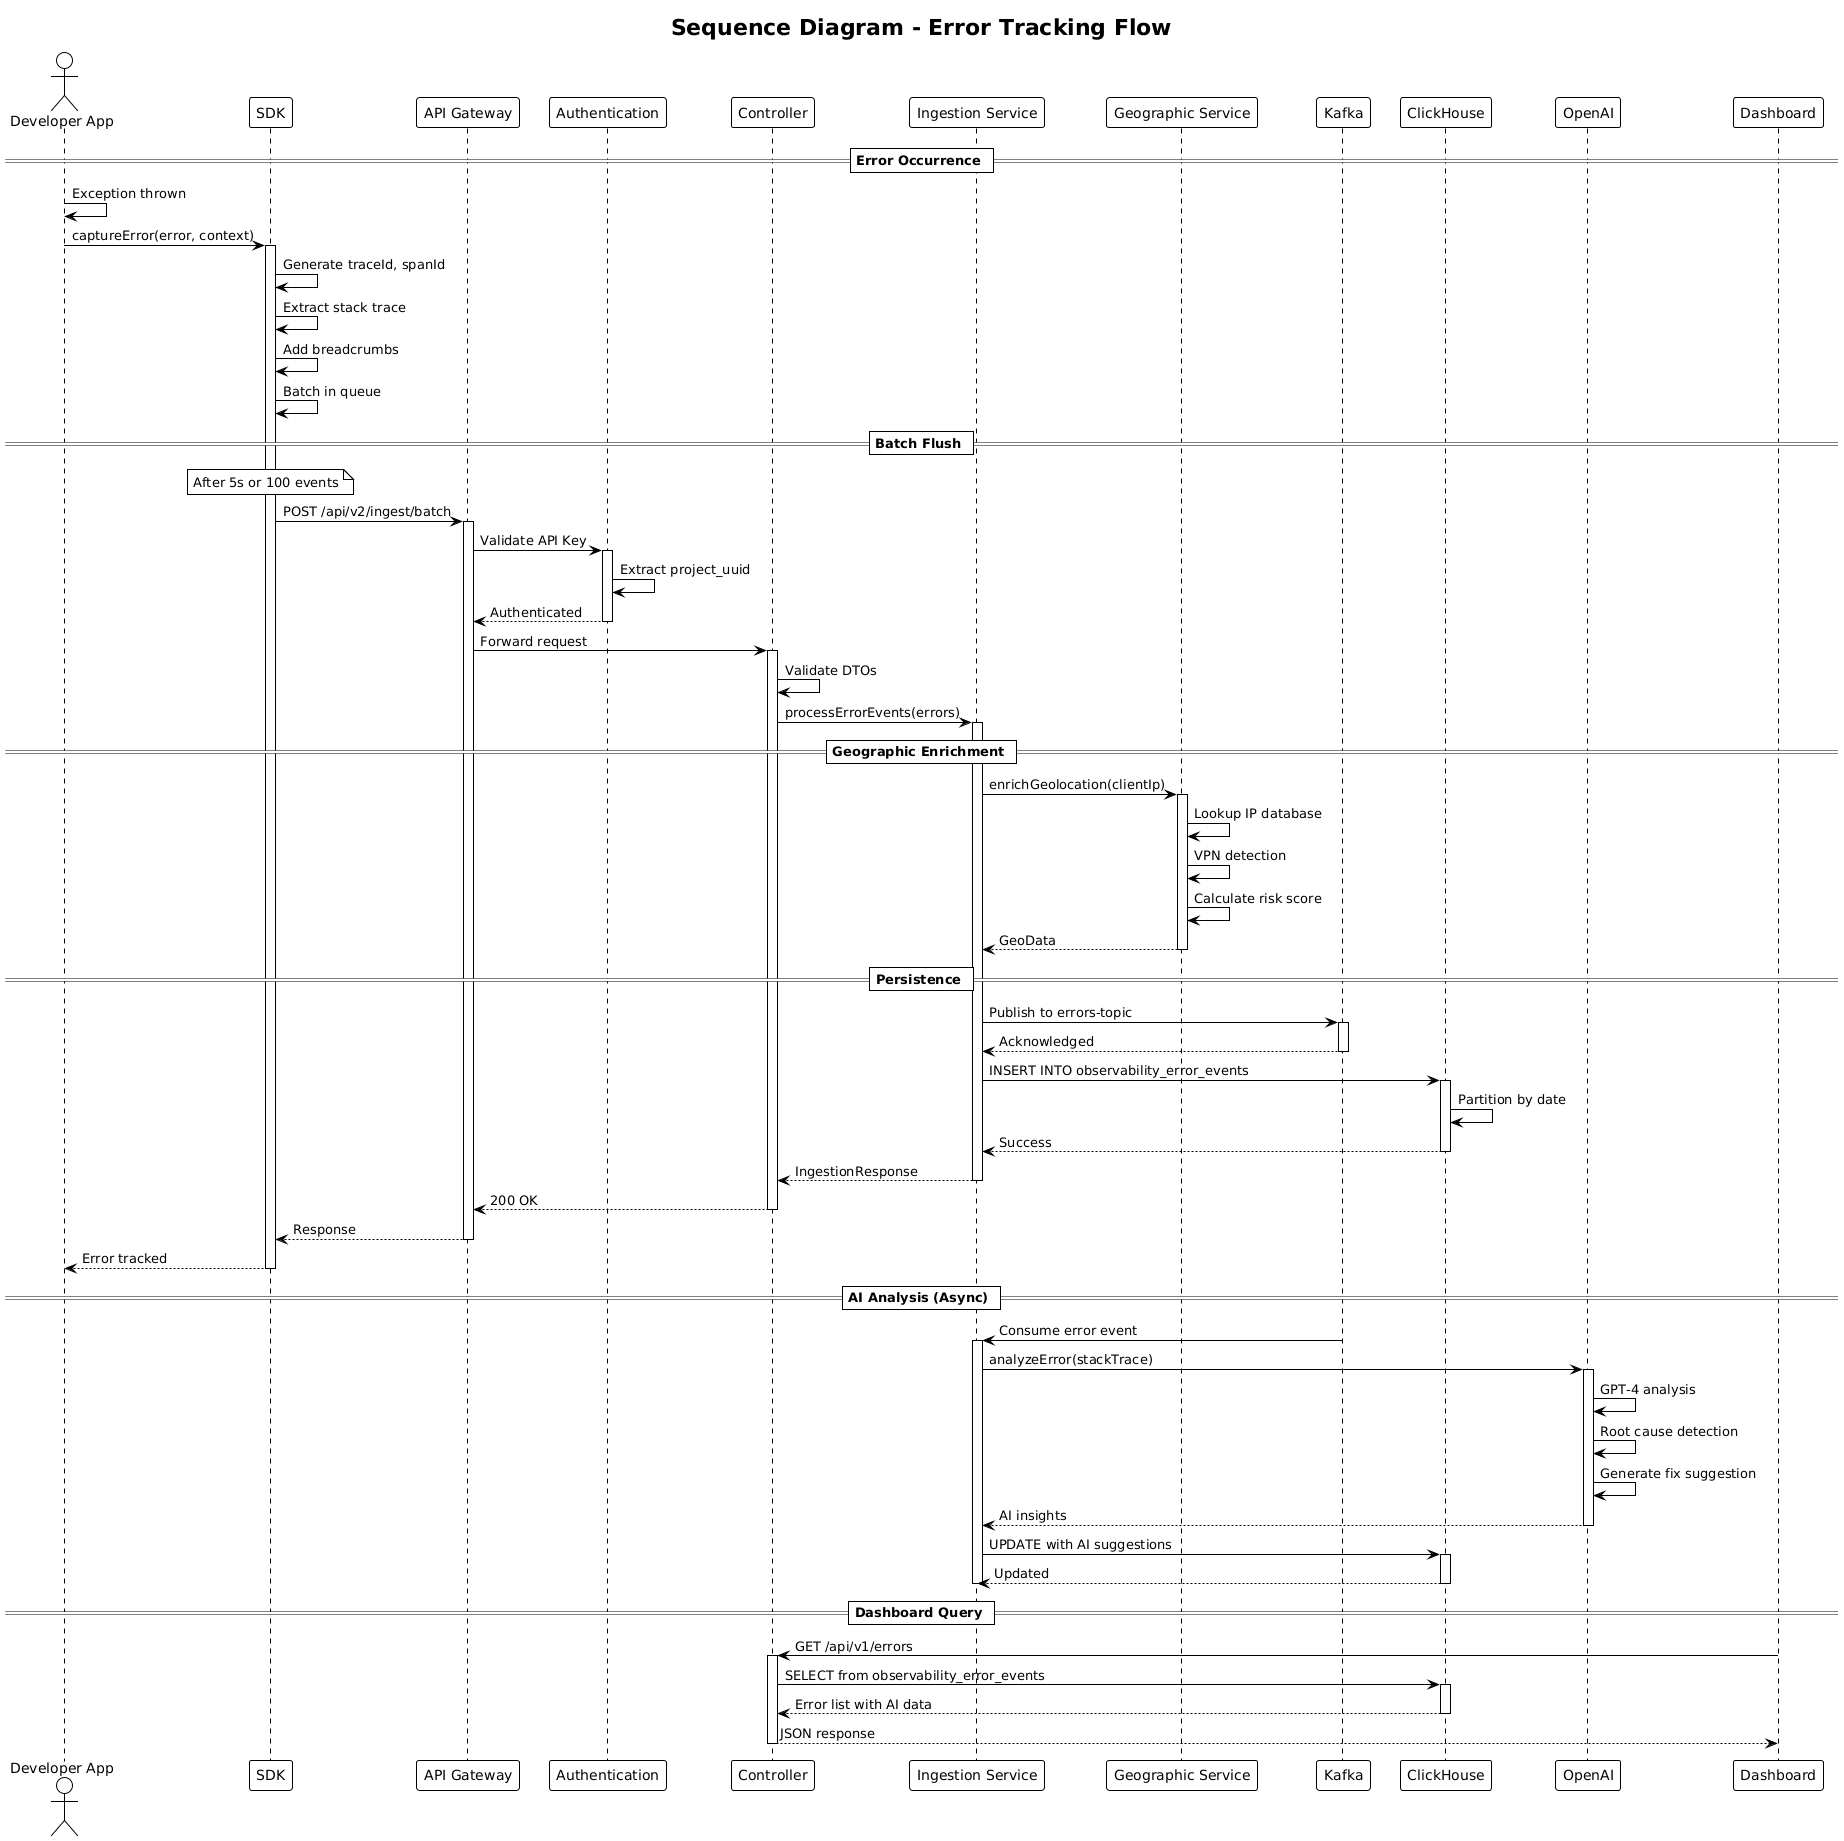 Sequence Diagram - Error Tracking Flow
Developer App
SDK
API Gateway
Authentication
Controller
Ingestion Service
Geographic Service
Kafka
ClickHouse
OpenAI
Dashboard
Error Occurrence
Exception thrown
captureError(error, context)
Generate traceId, spanId
Extract stack trace
Add breadcrumbs
Batch in queue
Batch Flush
After 5s or 100 events
POST /api/v2/ingest/batch
Validate API Key
Extract project_uuid
Authenticated
Forward request
Validate DTOs
processErrorEvents(errors)
Geographic Enrichment
enrichGeolocation(clientIp)
Lookup IP database
VPN detection
Calculate risk score
GeoData
Persistence
Publish to errors-topic
Acknowledged
INSERT INTO observability_error_events
Partition by date
Success
IngestionResponse
200 OK
Response
Error tracked
AI Analysis (Async)
Consume error event
analyzeError(stackTrace)
GPT-4 analysis
Root cause detection
Generate fix suggestion
AI insights
UPDATE with AI suggestions
Updated
Dashboard Query
GET /api/v1/errors
SELECT from observability_error_events
Error list with AI data
JSON response
Developer App
SDK
API Gateway
Authentication
Controller
Ingestion Service
Geographic Service
Kafka
ClickHouse
OpenAI
Dashboard